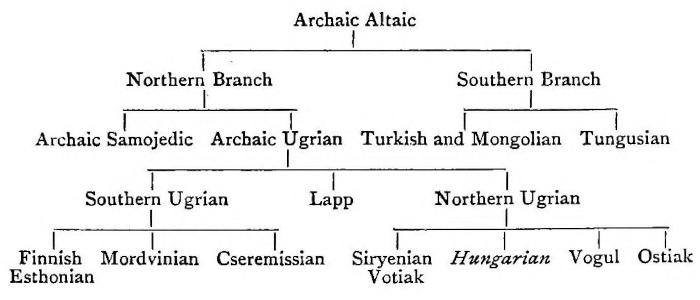 Archaic Altaic
Northern Branch Southern Branch
Archaic Samojedic Archaic Ugrian Turkish and Mongolian Tungusian
Southern Ugrian Lapp Northern Ugrian
Finnish Mordvinian Cseremissian Siryenian Hungarian Vogul Ostiak
Esthonian Votiak